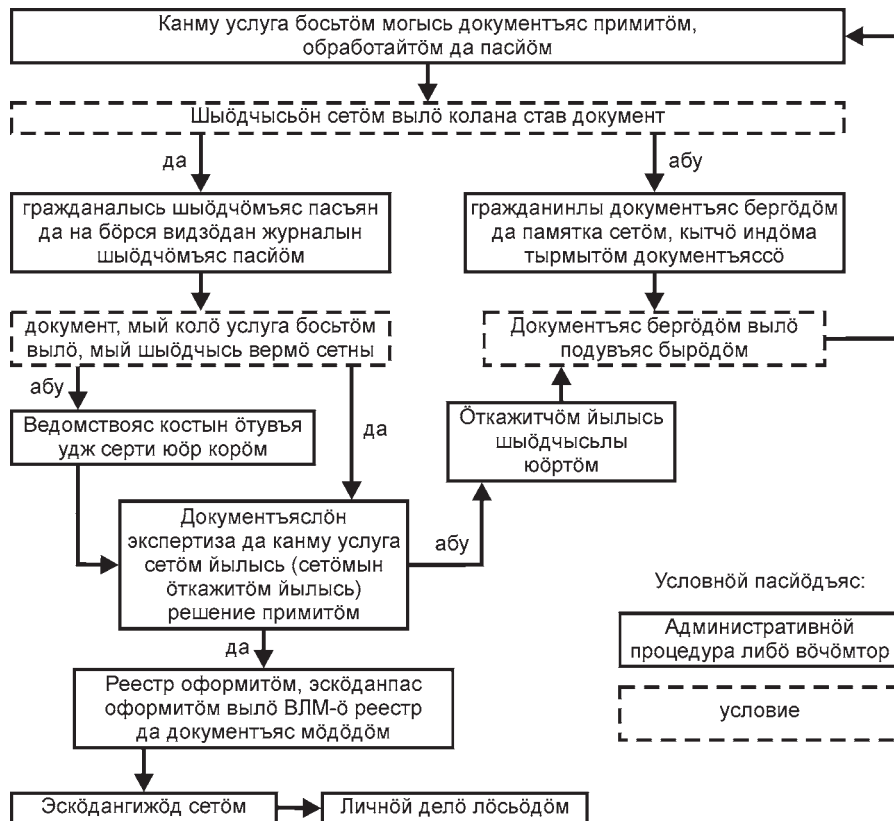 Канму услуга босьтӧм могысь документъяс примитӧм,
обработайтӧм да пасйӧм
Шыӧдчысьӧн сетӧм вылӧ колана став документ
да
абу
гражданалысь шыӧдчӧмъяс пасъян
да на бӧрся видзӧдан журналын
шыӧдчӧмъяс пасйӧм
гражданинлы документъяс бергӧдӧм
да памятка сетӧм, кытчӧ индӧма
тырмытӧм документъяссӧ
документ, мый колӧ услуга босьтӧм
вылӧ, мый шыӧдчысь вермӧ сетны
Документъяс бергӧдӧм вылӧ
подувъяс бырӧдӧм
абу
да
Ведомствояс костын ӧтувъя
удж серти юӧр корӧм
Ӧткажитчӧм йылысь
шыӧдчысьлы
юӧртӧм
Документъяслӧн
экспертиза да канму услуга
сетӧм йылысь (сетӧмын
ӧткажитӧм йылысь)
решение примитӧм
абу
да
Условнӧй пасйӧдъяс:
Административнӧй
процедура либӧ вӧчӧмтор
условие
Реестр оформитӧм, эскӧданпас
оформитӧм вылӧ ВЛМ-ӧ реестр
да документъяс мӧдӧдӧм
Эскӧдангижӧд сетӧм
Личнӧй делӧ лӧсьӧдӧм